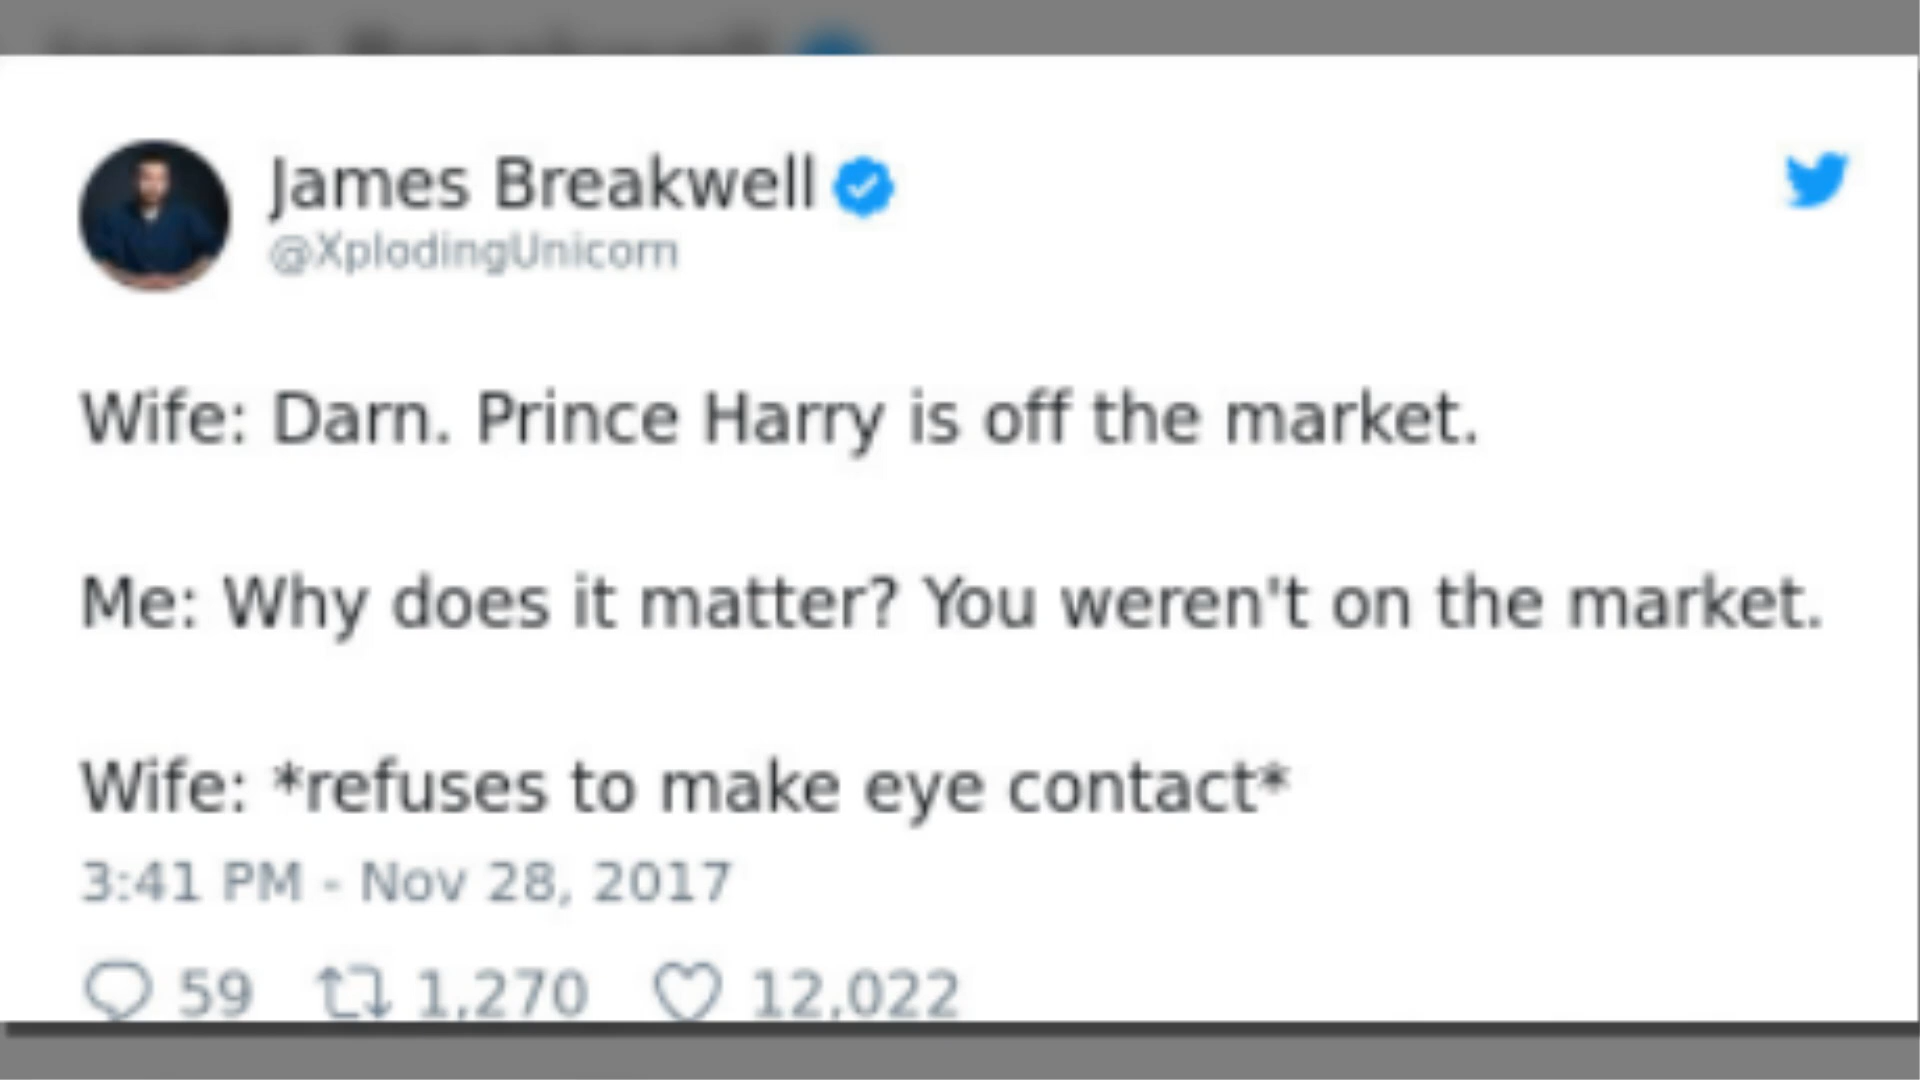 James Breakwell
@XplodingUnicorn
Wife: Darn. Prince Harry is off the market.
Me: Why does it matter? You weren't on the market.
Wife: *refuses to make eye contact*
3:41 PM - Nov 28, 2017
59 1,270 12,022